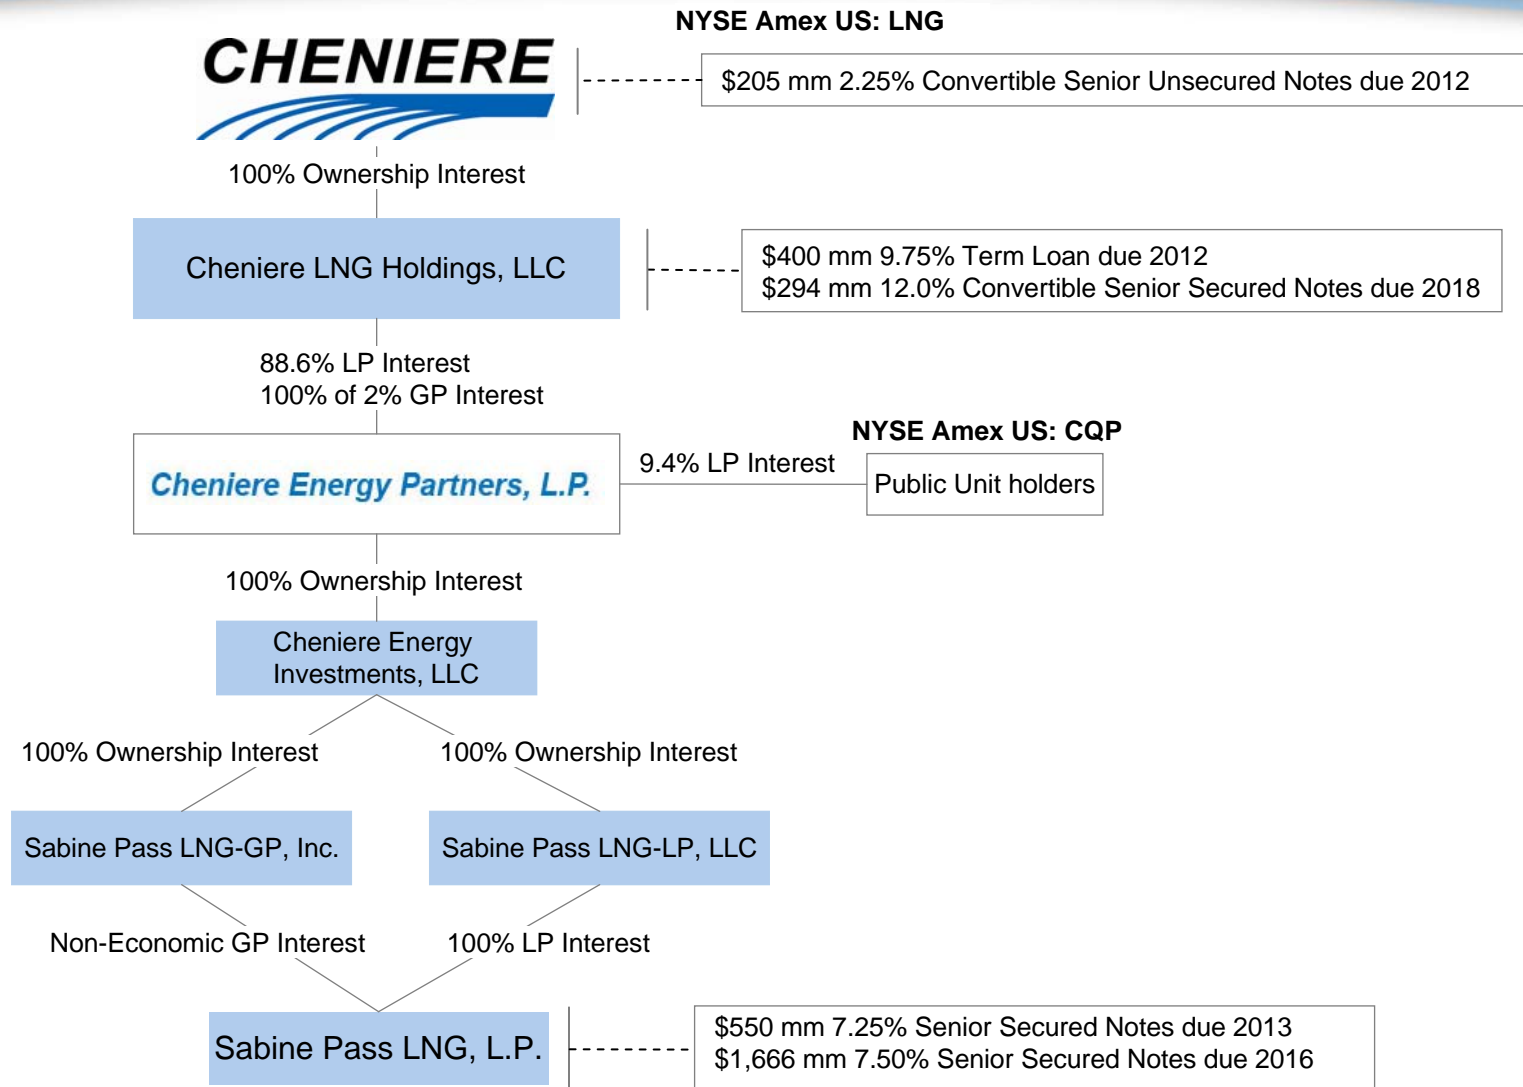 NYSE Amex US: LNG
CHENIERE
$205 mm 2.25% Convertible Senior Unsecured Notes due 2012
100% Ownership Interest
Cheniere LNG Holdings, LLC
$400 mm 9.75% Term Loan due 2012
$294 mm 12.0% Convertible Senior Secured Notes due 2018
88.6% LP Interest
100% of 2% GP Interest
NYSE Amex US: CQP
Cheniere Energy Partners, L.P.
9.4% LP Interest
Public Unit holders
100% Ownership Interest
Cheniere Energy
Investments, LLC
100% Ownership Interest
100% Ownership Interest
Sabine Pass LNG-GP, Inc.
Sabine Pass LNG-LP, LLC
Non-Economic GP Interest
100% LP Interest
Sabine Pass LNG, L.P.
$550 mm 7.25% Senior Secured Notes due 2013
$1,666 mm 7.50% Senior Secured Notes due 2016